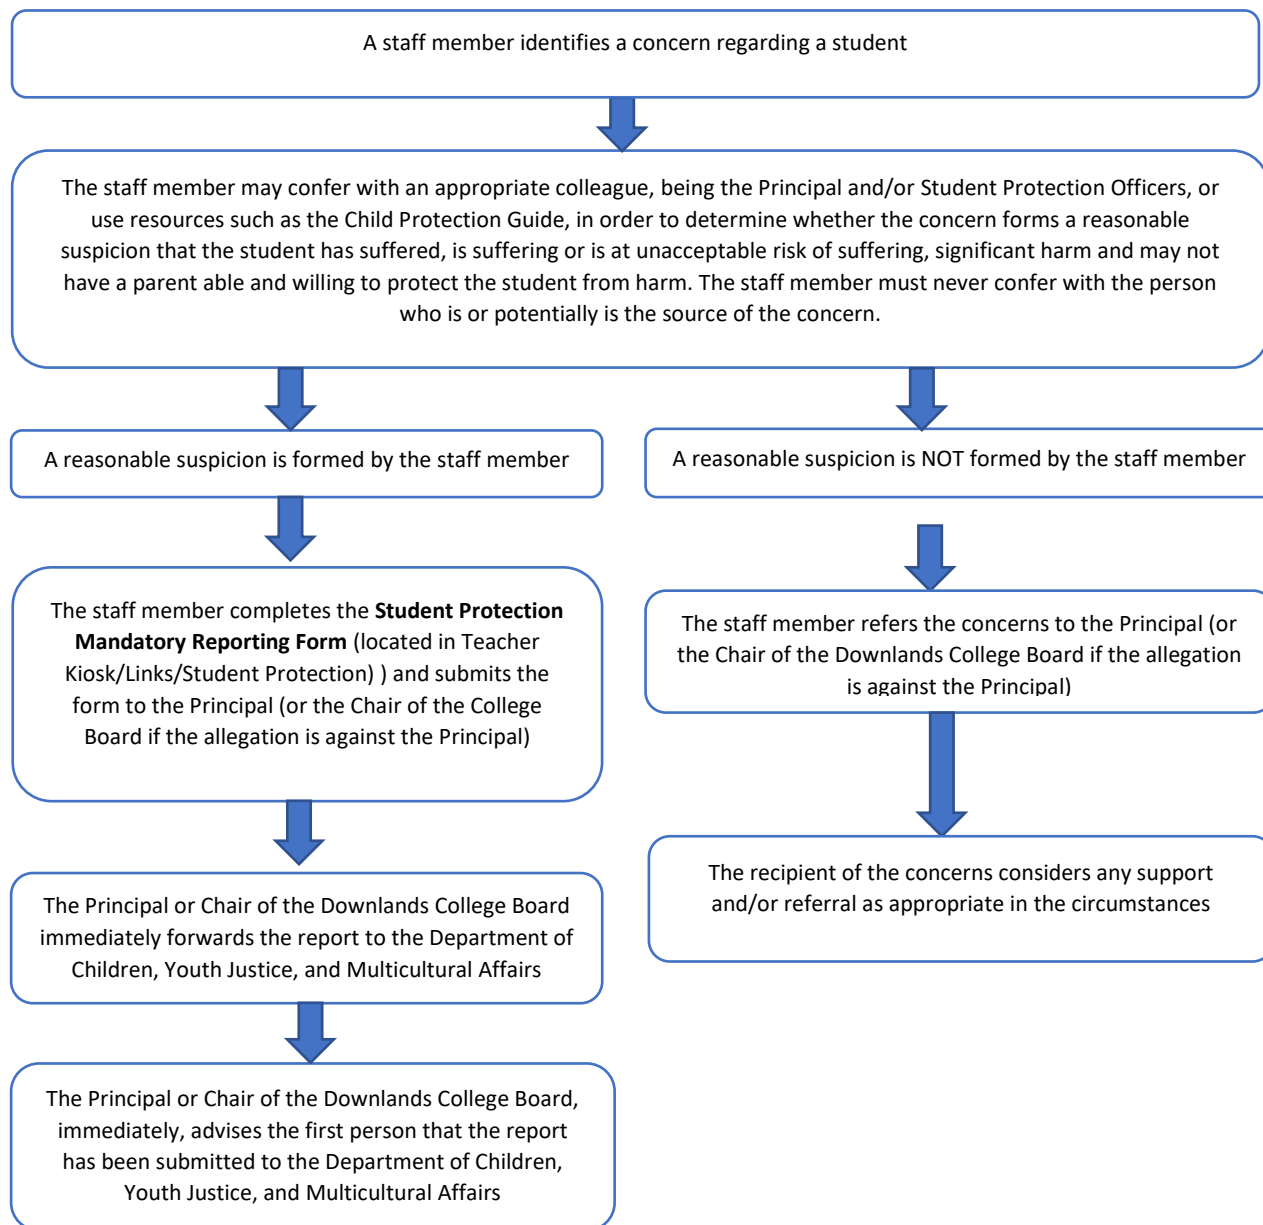 A staff member identifies a concern regarding a student
The staff member may confer with an appropriate colleague, being the Principal and/or Student Protection Officers, or
use resources such as the Child Protection Guide, in order to determine whether the concern forms a reasonable
suspicion that the student has suffered, is suffering or is at unacceptable risk of suffering, significant harm and may not
have a parent able and willing to protect the student from harm. The staff member must never confer with the person
who is or potentially is the source of the concern.
A reasonable suspicion is formed by the staff member
The staff member completes the Student Protection
Mandatory Reporting Form (located in Teacher
Kiosk/Links/Student Protection) ) and submits the
form to the Principal (or the Chair of the College
Board if the allegation is against the Principal)
The Principal or Chair of the Downlands College Board
immediately forwards the report to the Department of
Children, Youth Justice, and Multicultural Affairs
The Principal or Chair of the Downlands College Board,
immediately, advises the first person that the report
has been submitted to the Department of Children,
Youth Justice, and Multicultural Affairs
A reasonable suspicion is NOT formed by the staff member
The staff member refers the concerns to the Principal (or
the Chair of the Downlands College Board if the allegation
is against the Principal)
The recipient of the concerns considers any support
and/or referral as appropriate in the circumstances